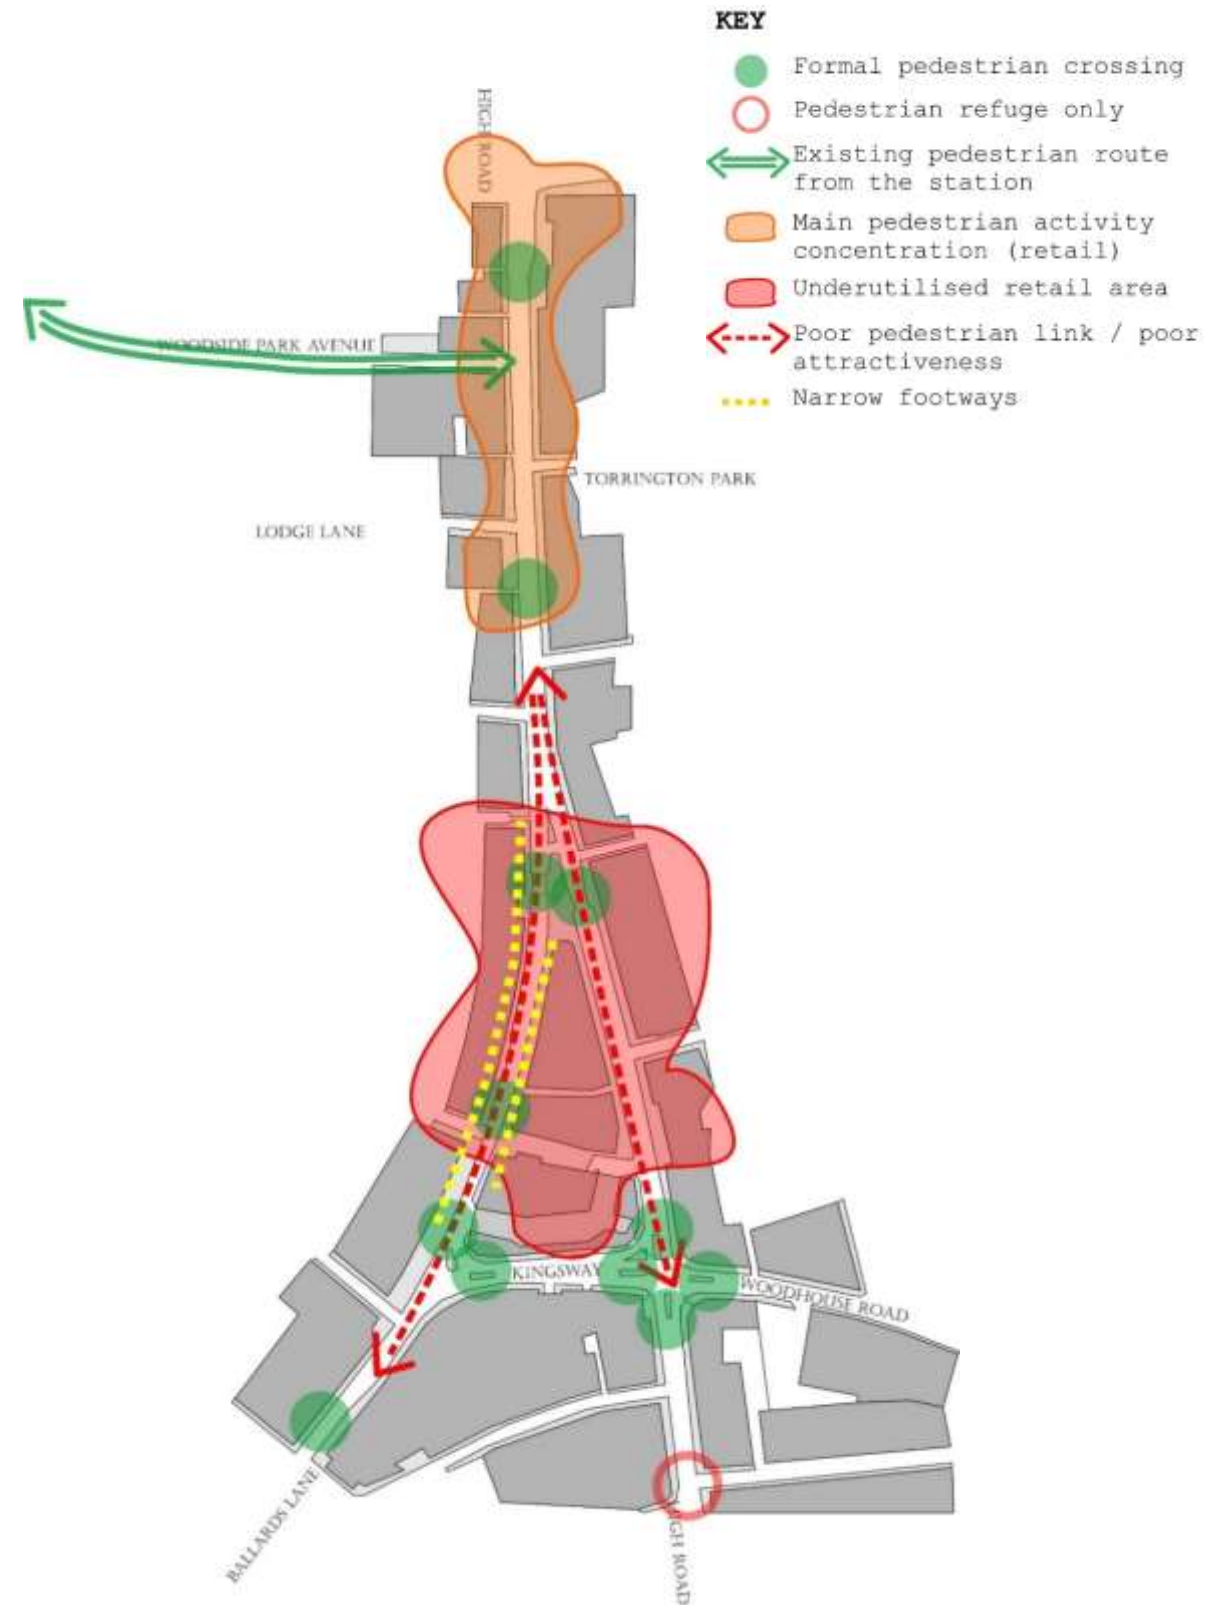 KEY
Formal pedestrian crossing
Pedestrian refuge only
Existing pedestrian route
from the station
Main pedestrian activity
concentration (retail)
Underutilised retail area
Poor pedestrian link / poor
attractiveness
Narrow footways
HIGH ROAD
WOODSIDE PARK AVENUE
TORRINGTON PARK
LODGE LANE
KINGSWAY
WOODHOUSE ROAD
BALLARDS LANE
HIGH ROAD